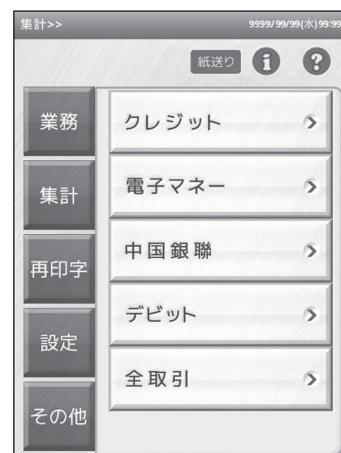 集計>>
9999/99/99(水)99:99
紙送り
i
?
業務
集計
再印字
設定
その他
クレジット
電子マネー
中国銀聯
デビット
全取引